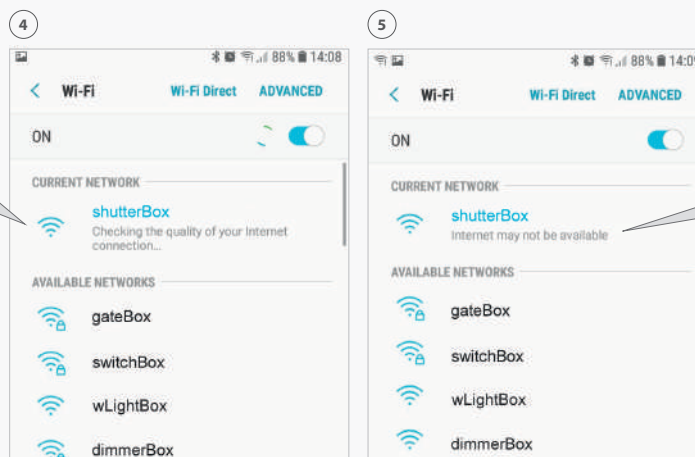 4
88% 14:08
Wi-Fi Wi-Fi Direct ADVANCED
ON
CURRENT NETWORK
shutterBox
Checking the quality of your Internet
connection...
AVAILABLE NETWORKS
gateBox
switchBox
wLightBox
dimmerBox
5
88% 14:09
Wi-Fi Wi-Fi Direct ADVANCED
ON
CURRENT NETWORK
shutterBox
Internet may not be available
AVAILABLE NETWORKS
gateBox
switchBox
wLightBox
dimmerBox